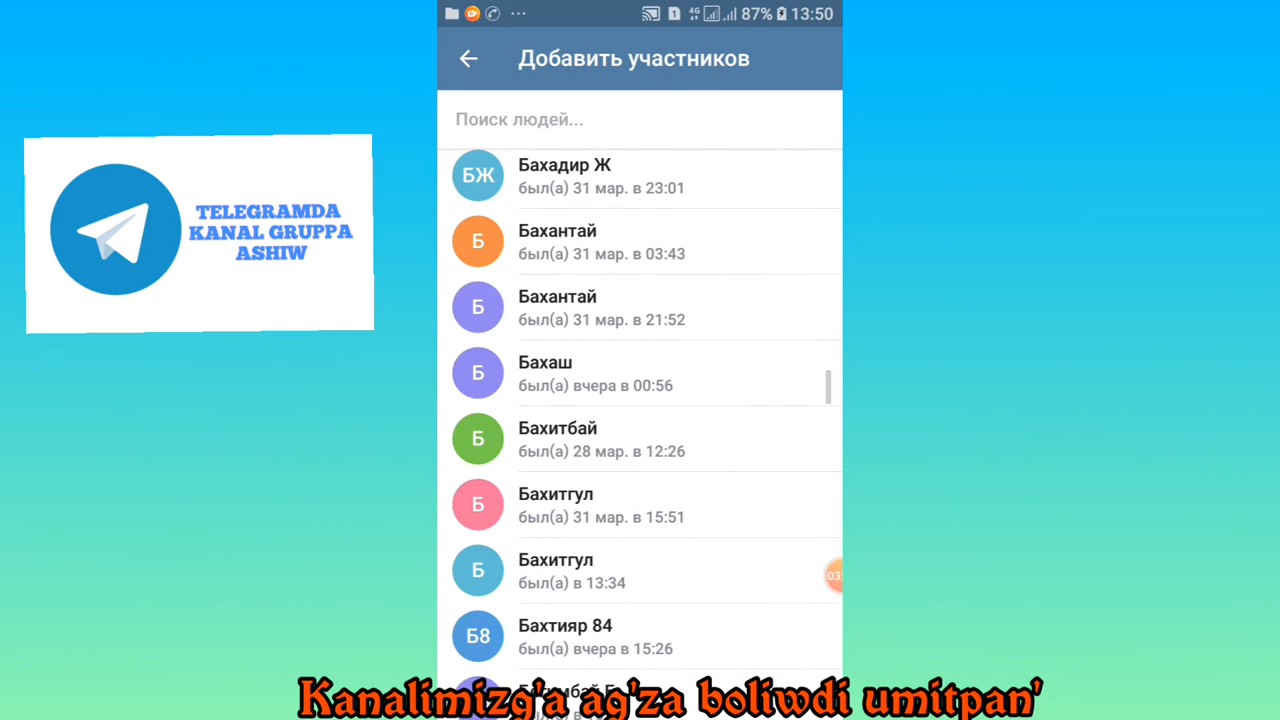 87% 13:50
Добавить участников
Поиск людей...
БЖ
Бахадир Ж
был(а) 31 мар. в 23:01
Б
Бахантай
был(а) 31 мар. в 03:43
Б
Бахантай
был(а) 31 мар. в 21:52
Б
Бахаш
был(а) вчера в 00:56
Б
Бахитбай
был(а) 28 мар. в 12:26
Б
Бахитгул
был(а) 31 мар. в 15:51
Б
Бахитгул
был(а) в 13:34
Б8
Бахтияр 84
был(а) вчера в 15:26
TELEGRAMDA
KANAL GRUPPA
ASHIW
03:
Kanalimizg'a ag'za boliwdi umitpan'